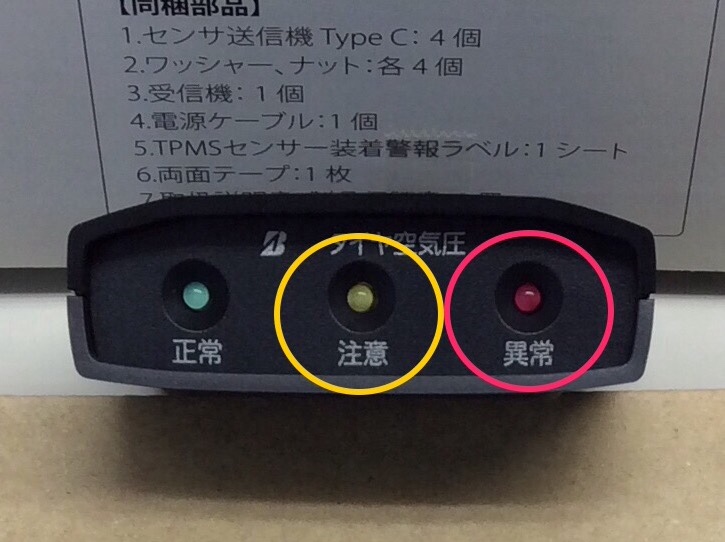 【同梱部品】
1.センサ送信機 Type C：4個
2.ワッシャー、ナット：各4個
3.受信機：1個
4.電源ケーブル：1個
5.TPMSセンサー装着警報ラベル：1シート
6.両面テープ：1枚
B タイヤ空気圧
正常 注意 異常